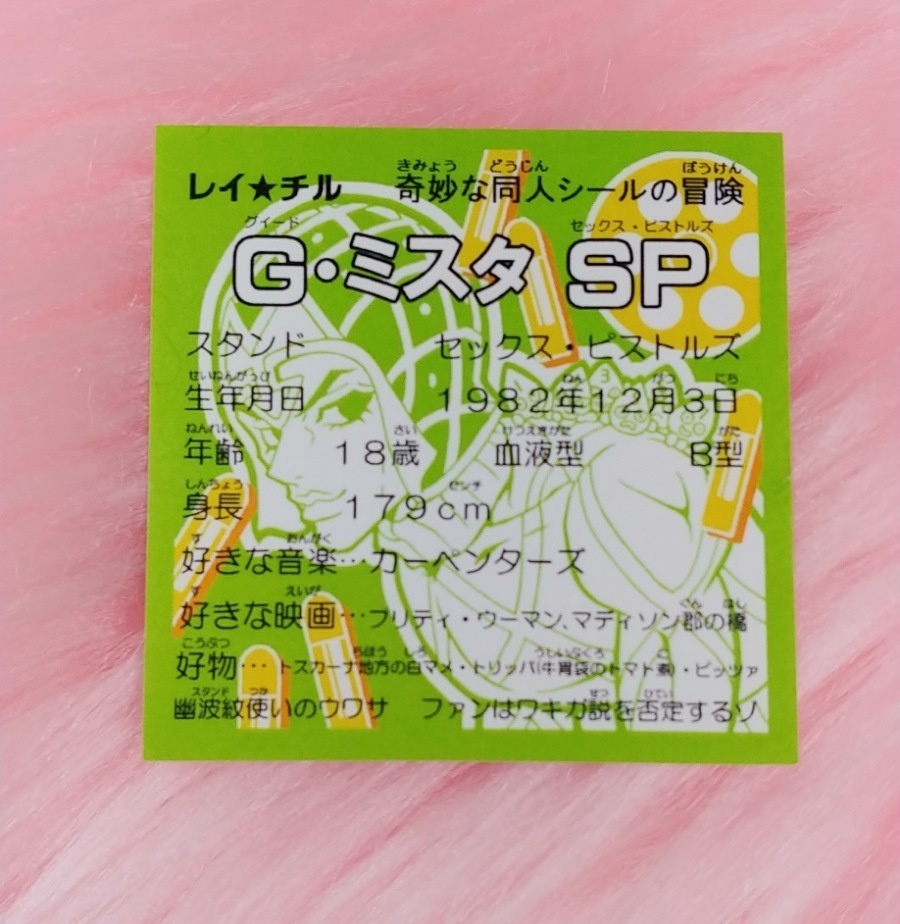 レイ★チル 奇妙な同人シールの冒険
G・ミスタ SP
スタンド セックス・ピストルズ
生年月日 1982年12月3日
年齢 18歳 血液型 B型
身長 179cm
好きな音楽…カーペンターズ
好きな映画…プリティ・ウーマン、マディソン郡の橋
好物…トスカーナ地方の白マメ・トリッパ(牛胃袋のトマト煮)・ピッツァ
幽波紋使いのウワサ ファンはワキガ説を否定するゾ